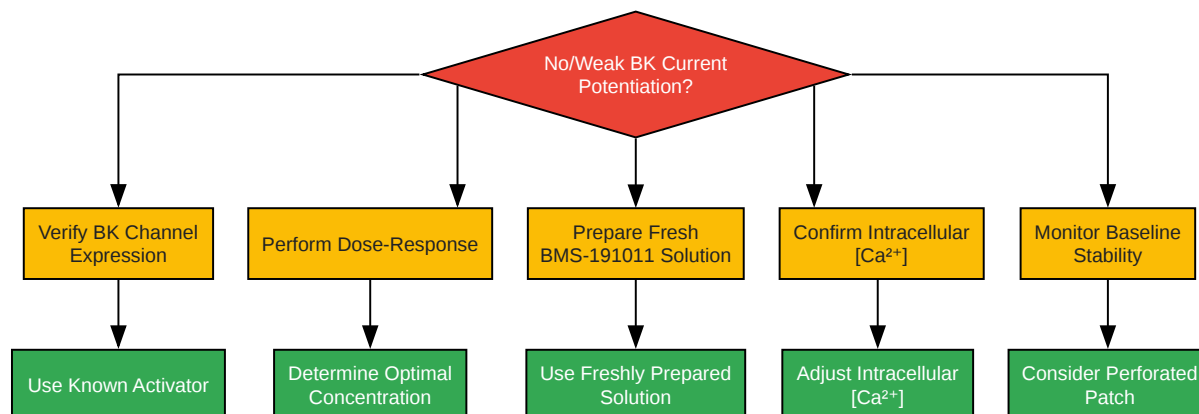 No/Weak BK Current
Potentiation?
Verify BK Channel
Expression
Perform Dose-Response
Prepare Fresh
BMS-191011 Solution
Confirm Intracellular
[Ca²⁺]
Monitor Baseline
Stability
Use Known Activator
Determine Optimal
Concentration
Use Freshly Prepared
Solution
Adjust Intracellular
[Ca²⁺]
Consider Perforated
Patch